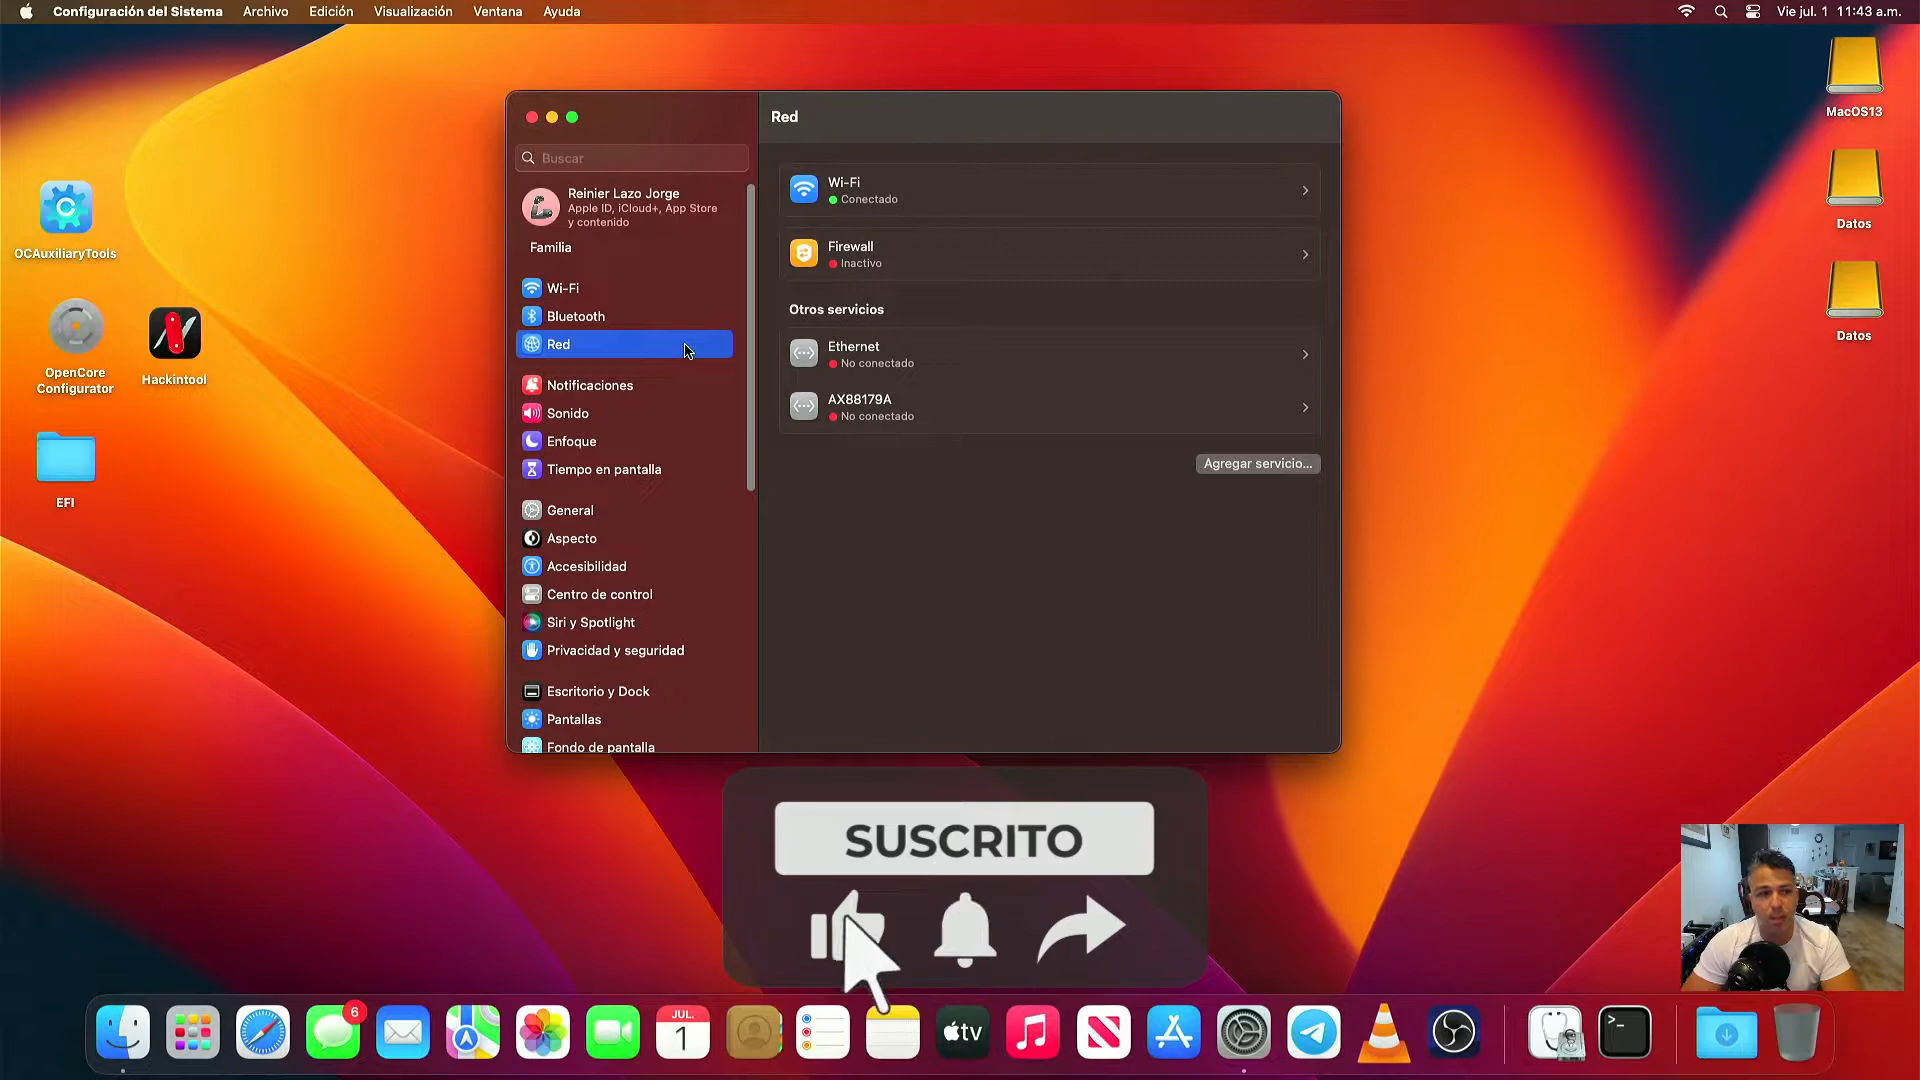 Configuración del Sistema Archivo Edición Visualización Ventana Ayuda
Vie jul. 1 11:43 a.m.
OCAuxiliaryTools
OpenCore
Configurator
Hackintool
EFI
Buscar
Reinier Lazo Jorge
Apple ID, iCloud+, App Store
y contenido
Familia
Wi-Fi
Bluetooth
Red
Notificaciones
Sonido
Enfoque
Tiempo en pantalla
General
Aspecto
Accesibilidad
Centro de control
Siri y Spotlight
Privacidad y seguridad
Escritorio y Dock
Pantallas
Fondo de pantalla
Red
Wi-Fi
Conectado
Firewall
Inactivo
Otros servicios
Ethernet
No conectado
AX88179A
No conectado
Agregar servicio...
MacOS13
Datos
Datos
SUSCRITO
6
JUL.
1
tv
>_